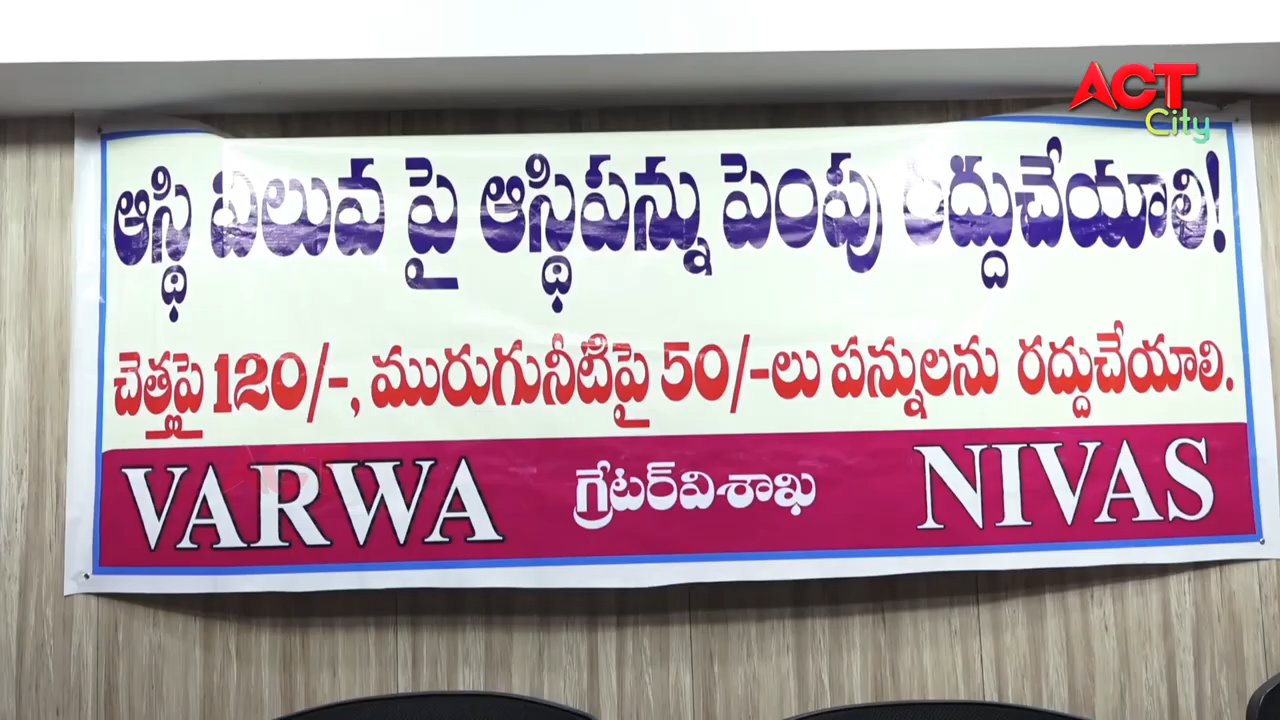 ACT
City
ఆస్థి విలువ పై ఆస్థిపన్ను పెంపు రద్దుచేయాలి!
చెత్తపై 120/-, మురుగునీటిపై 50/-లు పన్నులను రద్దుచేయాలి.
VARWA గ్రేటర్‌విశాఖ NIVAS